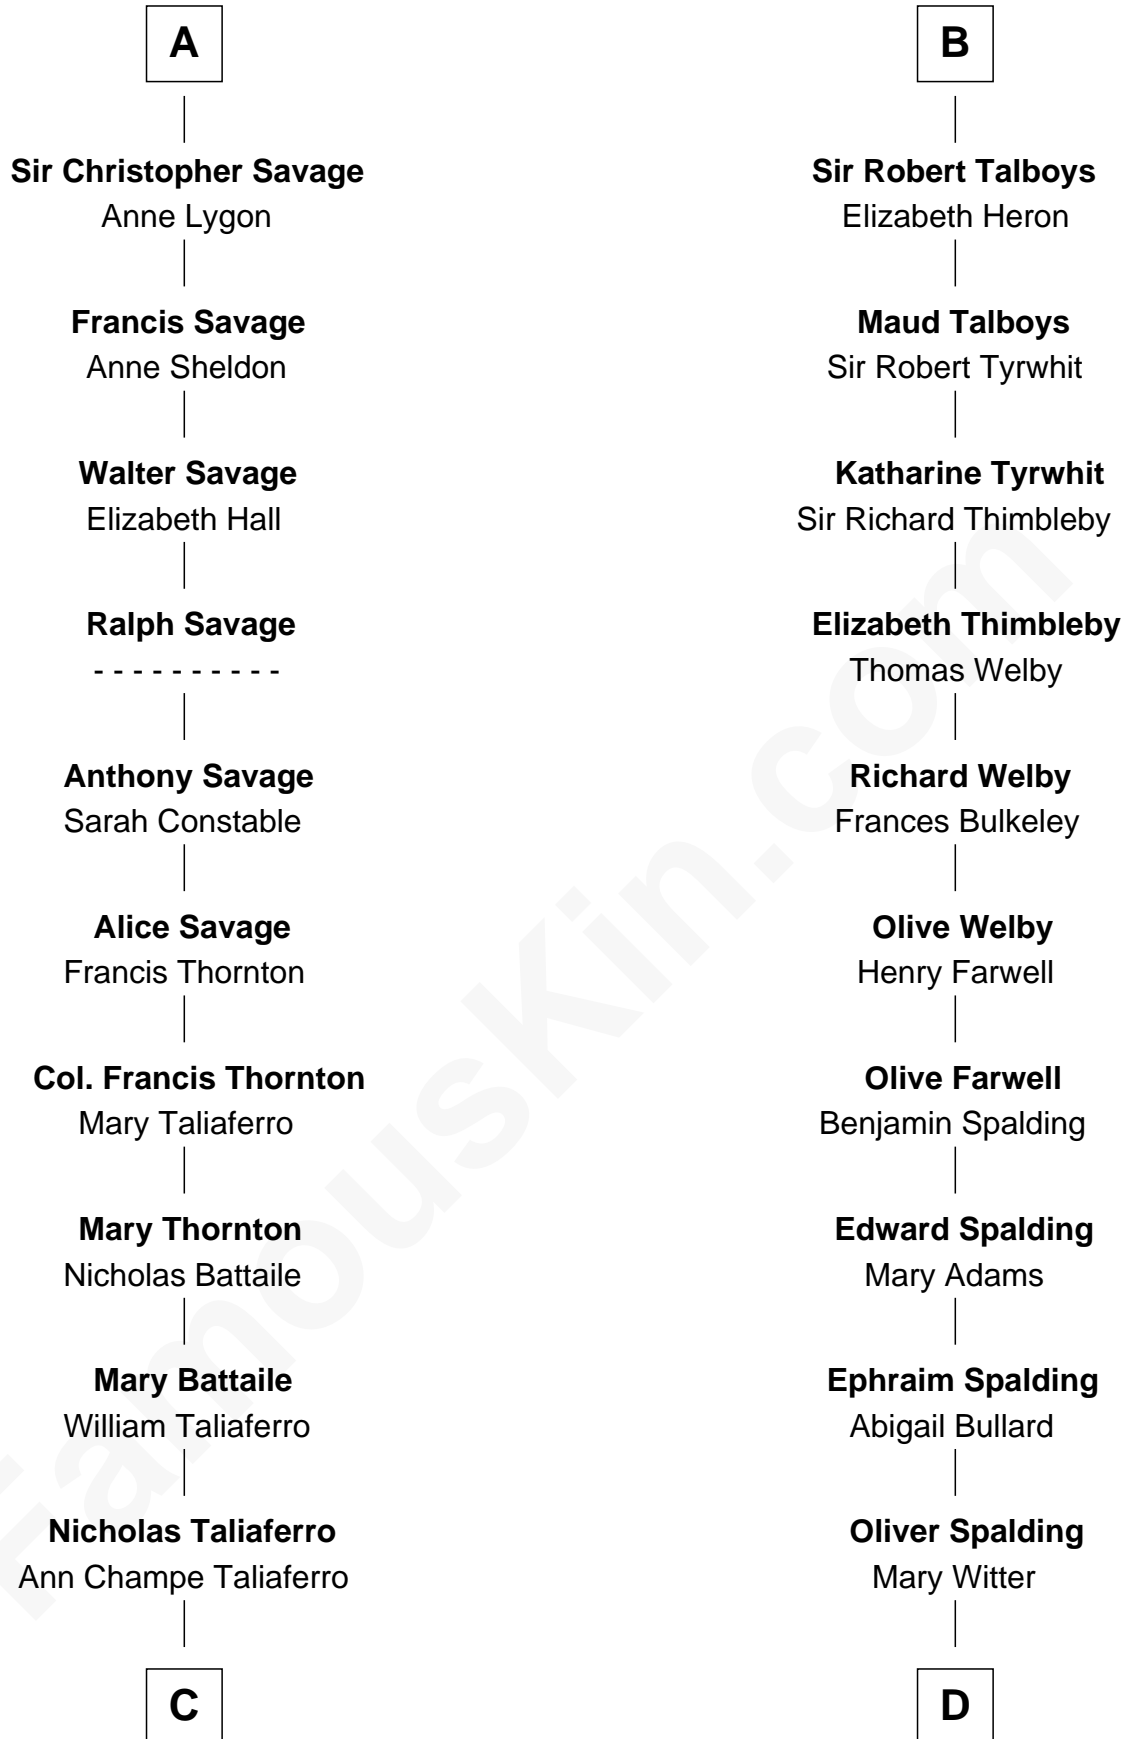 A
Sir Christopher Savage
Anne Lygon
Francis Savage
Anne Sheldon
Walter Savage
Elizabeth Hall
Ralph Savage
- - - - - - - - - -
Anthony Savage
Sarah Constable
Alice Savage
Francis Thornton
Col. Francis Thornton
Mary Taliaferro
Mary Thornton
Nicholas Battaile
Mary Battaile
William Taliaferro
Nicholas Taliaferro
Ann Champe Taliaferro
C
B
Sir Robert Talboys
Elizabeth Heron
Maud Talboys
Sir Robert Tyrwhit
Katharine Tyrwhit
Sir Richard Thimbleby
Elizabeth Thimbleby
Thomas Welby
Richard Welby
Frances Bulkeley
Olive Welby
Henry Farwell
Olive Farwell
Benjamin Spalding
Edward Spalding
Mary Adams
Ephraim Spalding
Abigail Bullard
Oliver Spalding
Mary Witter
D
FamousKin.com